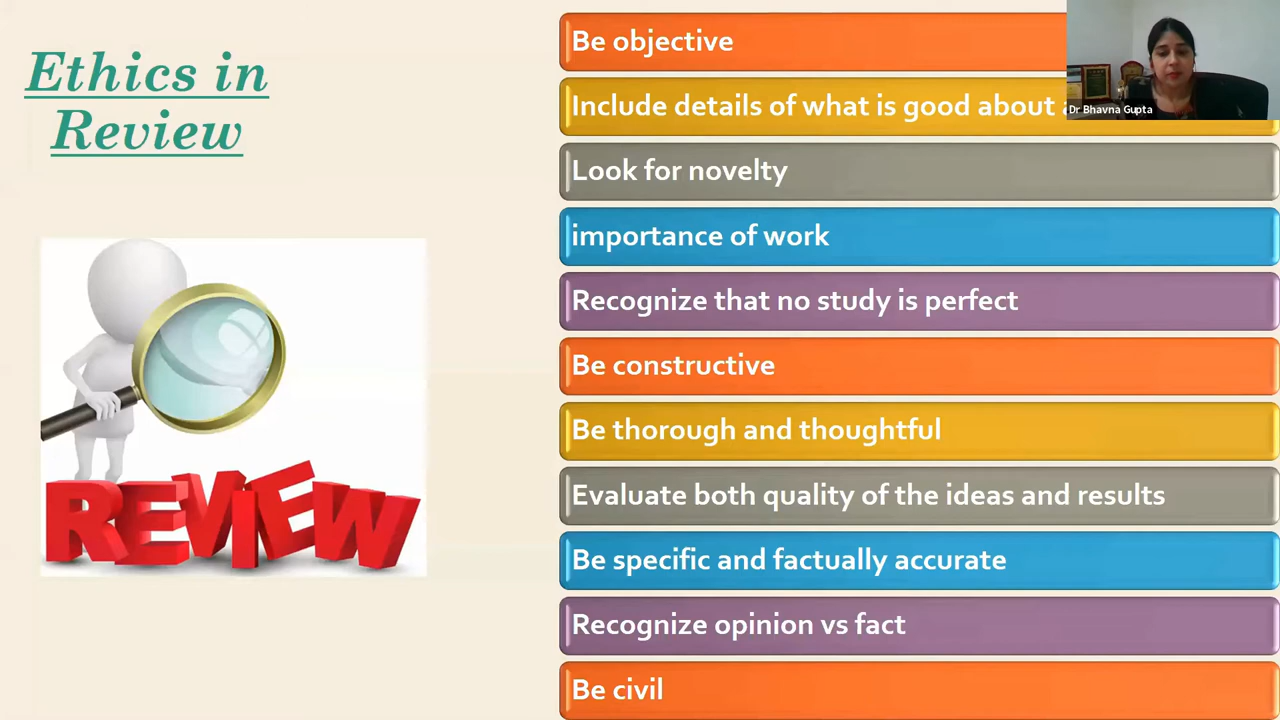 Ethics in
Review
REVIEW
Be objective
Include details of what is good about
Look for novelty
importance of work
Recognize that no study is perfect
Be constructive
Be thorough and thoughtful
Evaluate both quality of the ideas and results
Be specific and factually accurate
Recognize opinion vs fact
Be civil
Dr Bhavna Gupta